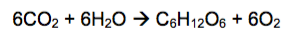 6CO₂ + 6H₂O → C₆H₁₂O₆ + 6O₂